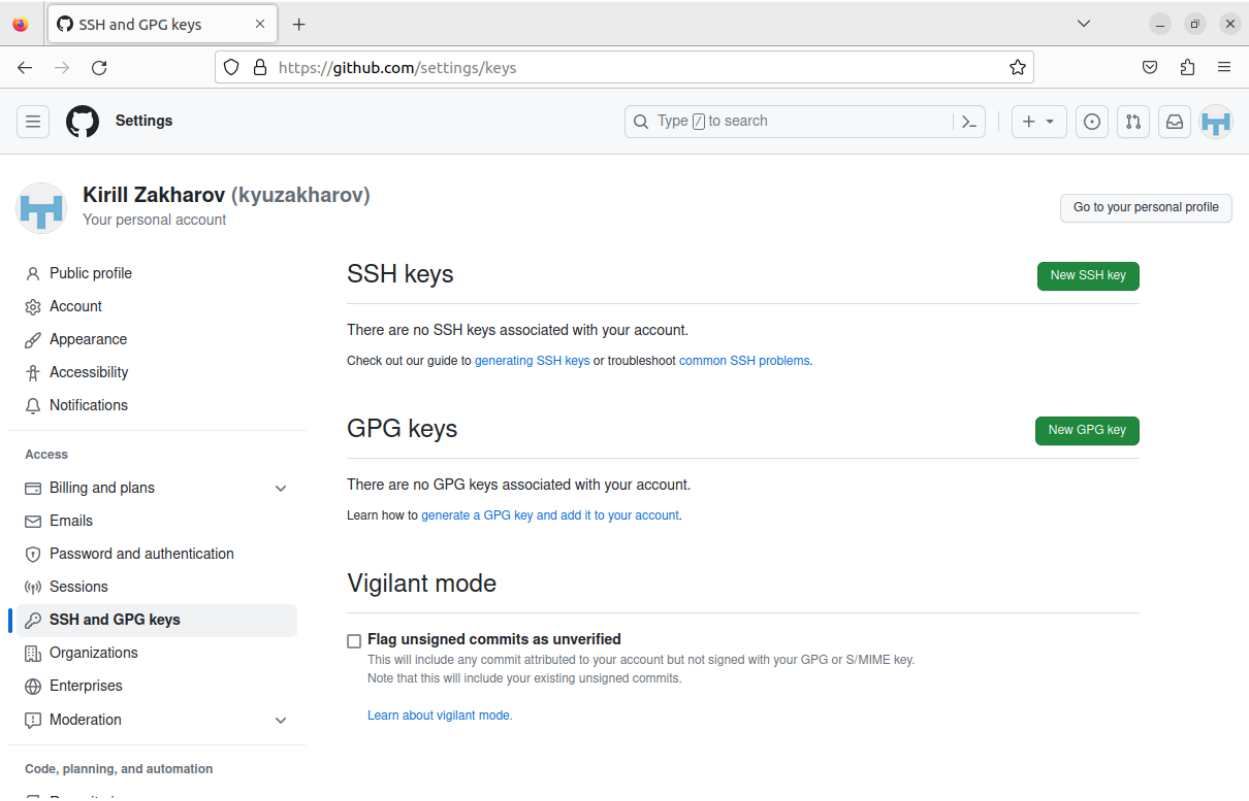 SSH and GPG keys
https://github.com/settings/keys
Settings
Type / to search
Kirill Zakharov (kyuzakharov)
Your personal account
Go to your personal profile
Public profile
Account
Appearance
Accessibility
Notifications
Access
Billing and plans
Emails
Password and authentication
Sessions
SSH and GPG keys
Organizations
Enterprises
Moderation
Code, planning, and automation
SSH keys
New SSH key
There are no SSH keys associated with your account.
Check out our guide to generating SSH keys or troubleshoot common SSH problems.
GPG keys
New GPG key
There are no GPG keys associated with your account.
Learn how to generate a GPG key and add it to your account.
Vigilant mode
Flag unsigned commits as unverified
This will include any commit attributed to your account but not signed with your GPG or S/MIME key.
Note that this will include your existing unsigned commits.
Learn about vigilant mode.